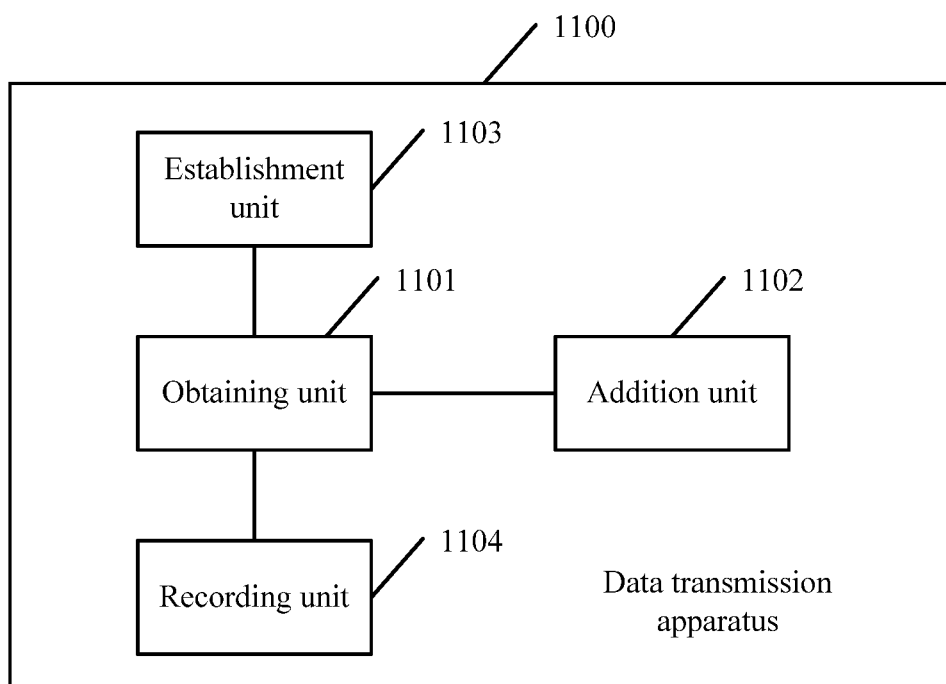 1100
1103
Establishment
unit
1101
1102
Obtaining unit
Addition unit
1104
Recording unit
Data transmission
apparatus